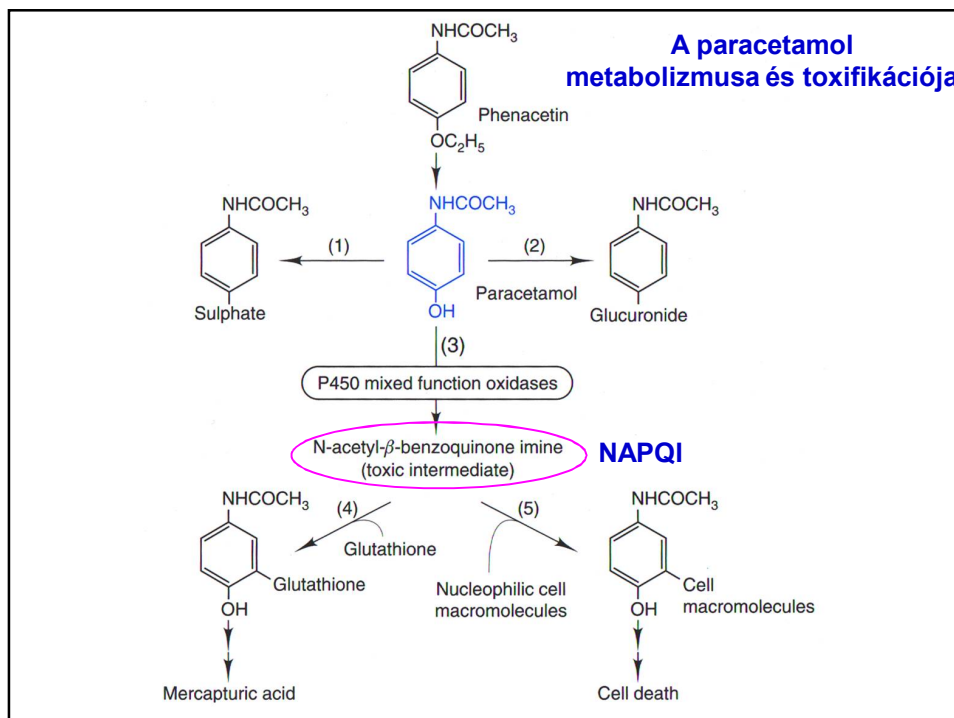 NHCOCH₃
A paracetamol
metabolizmusa és toxifikációja
Phenacetin
OC₂H₅
NHCOCH₃
NHCOCH₃
NHCOCH₃
(1)
(2)
Sulphate
OH
Paracetamol
Glucuronide
(3)
P450 mixed function oxidases
N-acetyl-β-benzoquinone imine
(toxic intermediate)
NAPQI
NHCOCH₃
(4)
(5)
NHCOCH₃
Glutathione
Glutathione
OH
Nucleophilic cell
macromolecules
Cell
macromolecules
OH
Mercapturic acid
Cell death